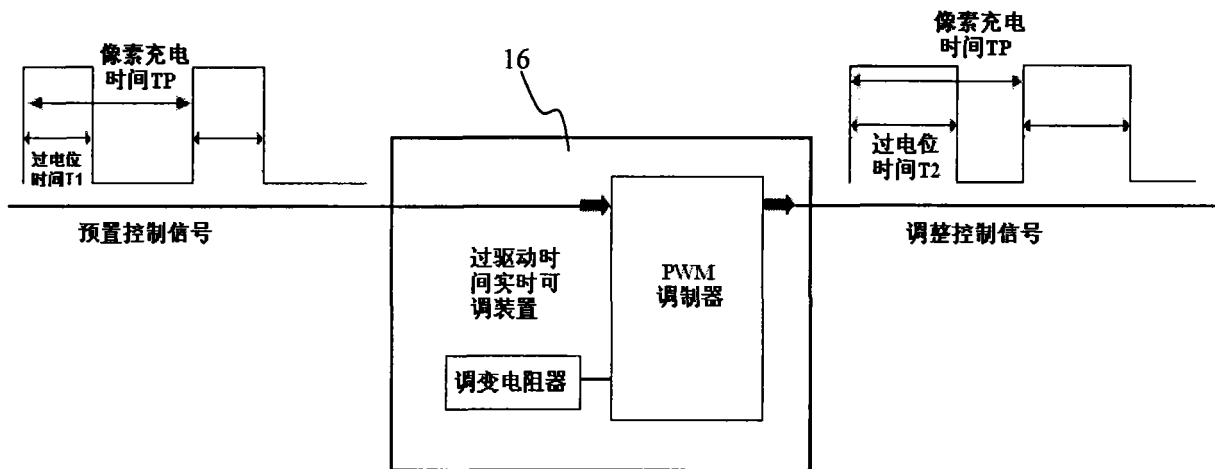 像素充电
时间TP
过电位
时间T1
预置控制信号
16
过驱动时
间实时可
调装置
PWM
调制器
调变电阻器
像素充电
时间TP
过电位
时间T2
调整控制信号